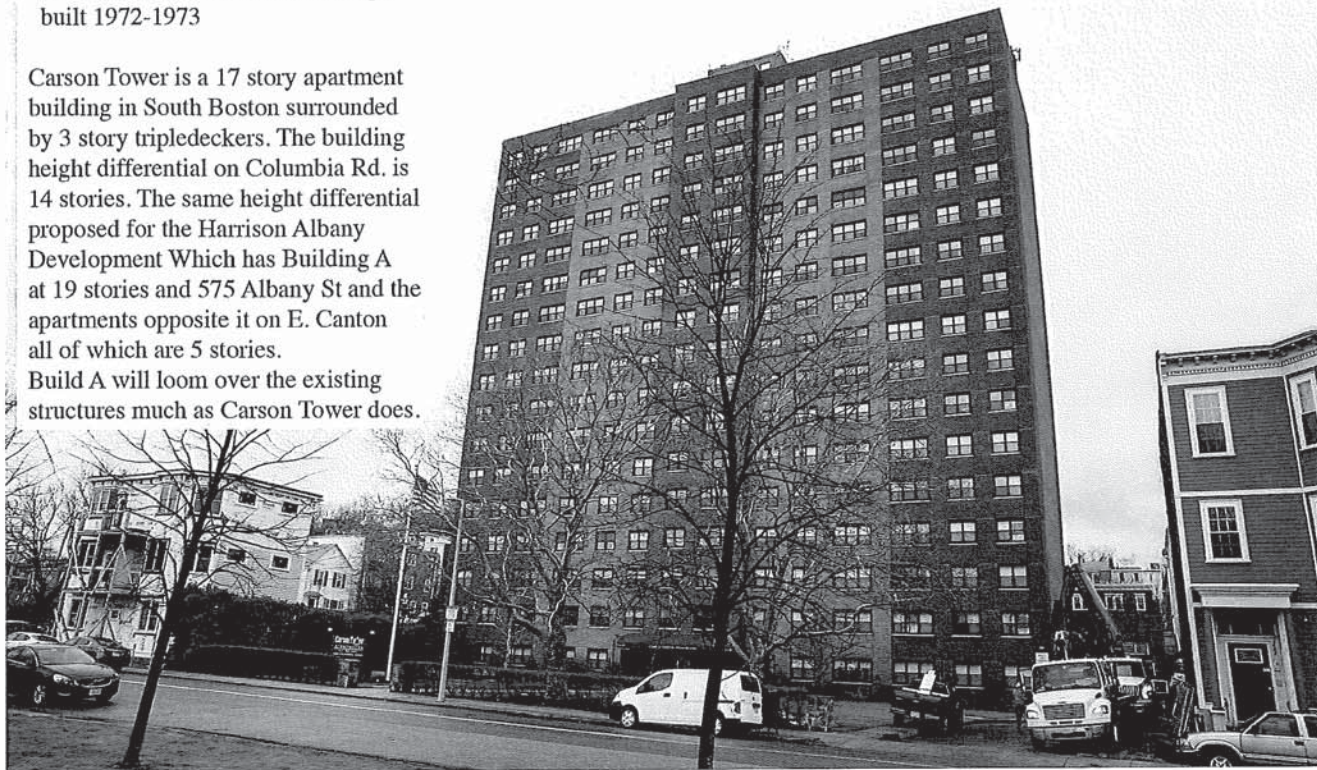 built 1972-1973
Carson Tower is a 17 story apartment
building in South Boston surrounded
by 3 story tripledeckers. The building
height differential on Columbia Rd. is
14 stories. The same height differential
proposed for the Harrison Albany
Development Which has Building A
at 19 stories and 575 Albany St and the
apartments opposite it on E. Canton
all of which are 5 stories.
Build A will loom over the existing
structures much as Carson Tower does.
Carson Tower